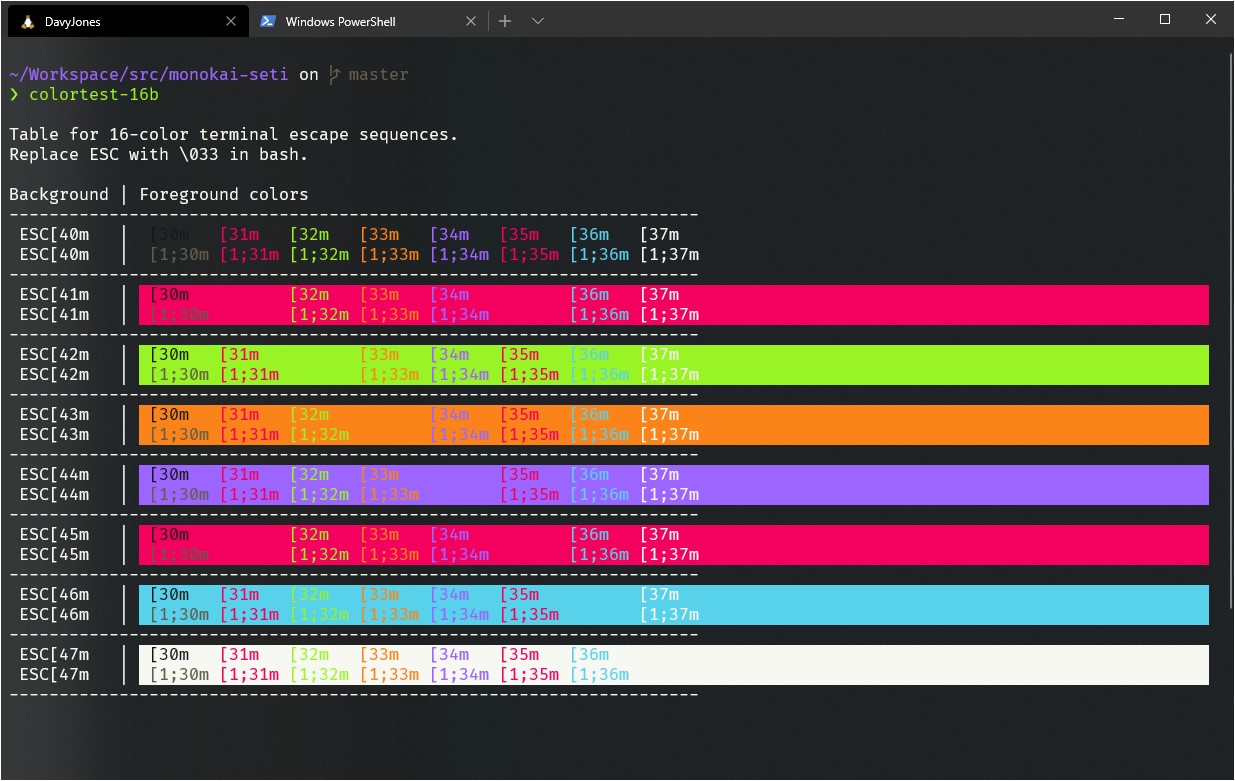 DavyJones Windows PowerShell
~/Workspace/src/monokai-seti on master
❯ colortest-16b
Table for 16-color terminal escape sequences.
Replace ESC with \033 in bash.
Background | Foreground colors
---------------------------------------------------------------------
ESC[40m | [30m [31m [32m [33m [34m [35m [36m [37m
ESC[40m | [1;30m [1;31m [1;32m [1;33m [1;34m [1;35m [1;36m [1;37m
---------------------------------------------------------------------
ESC[41m | [30m [32m [33m [34m [36m [37m
ESC[41m | [1;30m [1;32m [1;33m [1;34m [1;36m [1;37m
---------------------------------------------------------------------
ESC[42m | [30m [31m [33m [34m [35m [36m [37m
ESC[42m | [1;30m [1;31m [1;33m [1;34m [1;35m [1;36m [1;37m
---------------------------------------------------------------------
ESC[43m | [30m [31m [32m [34m [35m [36m [37m
ESC[43m | [1;30m [1;31m [1;32m [1;34m [1;35m [1;36m [1;37m
---------------------------------------------------------------------
ESC[44m | [30m [31m [32m [33m [35m [36m [37m
ESC[44m | [1;30m [1;31m [1;32m [1;33m [1;35m [1;36m [1;37m
---------------------------------------------------------------------
ESC[45m | [30m [32m [33m [34m [36m [37m
ESC[45m | [1;30m [1;32m [1;33m [1;34m [1;36m [1;37m
---------------------------------------------------------------------
ESC[46m | [30m [31m [32m [33m [34m [35m [37m
ESC[46m | [1;30m [1;31m [1;32m [1;33m [1;34m [1;35m [1;37m
---------------------------------------------------------------------
ESC[47m | [30m [31m [32m [33m [34m [35m [36m
ESC[47m | [1;30m [1;31m [1;32m [1;33m [1;34m [1;35m [1;36m
---------------------------------------------------------------------